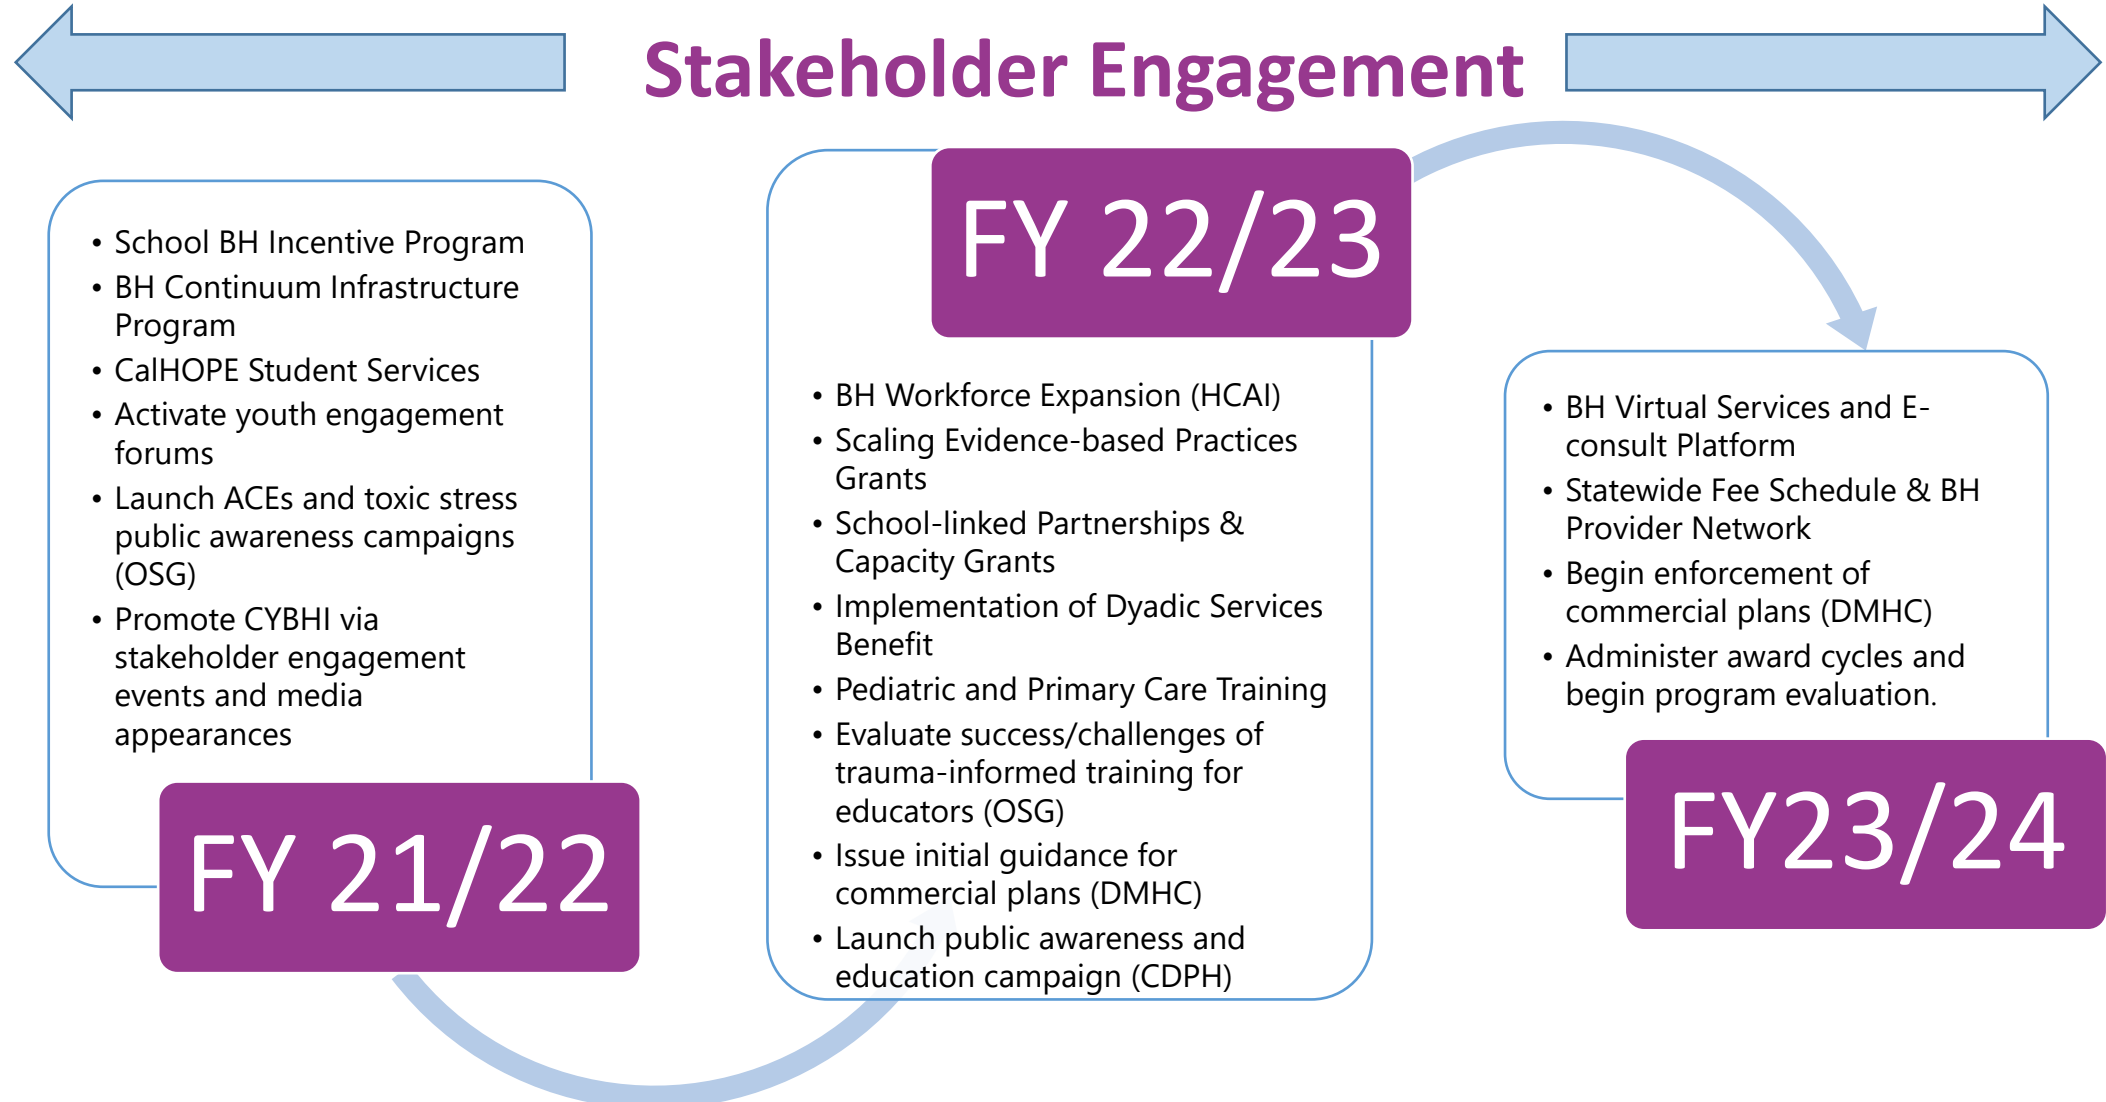 Stakeholder Engagement
• School BH Incentive Program
• BH Continuum Infrastructure
Program
• CalHOPE Student Services
• Activate youth engagement
forums
• Launch ACEs and toxic stress
public awareness campaigns
(OSG)
• Promote CYBHI via
stakeholder engagement
events and media
appearances
FY 21/22
FY 22/23
• BH Workforce Expansion (HCAI)
• Scaling Evidence-based Practices
Grants
• School-linked Partnerships &
Capacity Grants
• Implementation of Dyadic Services
Benefit
• Pediatric and Primary Care Training
• Evaluate success/challenges of
trauma-informed training for
educators (OSG)
• Issue initial guidance for
commercial plans (DMHC)
• Launch public awareness and
education campaign (CDPH)
• BH Virtual Services and E-
consult Platform
• Statewide Fee Schedule & BH
Provider Network
• Begin enforcement of
commercial plans (DMHC)
• Administer award cycles and
begin program evaluation.
FY23/24